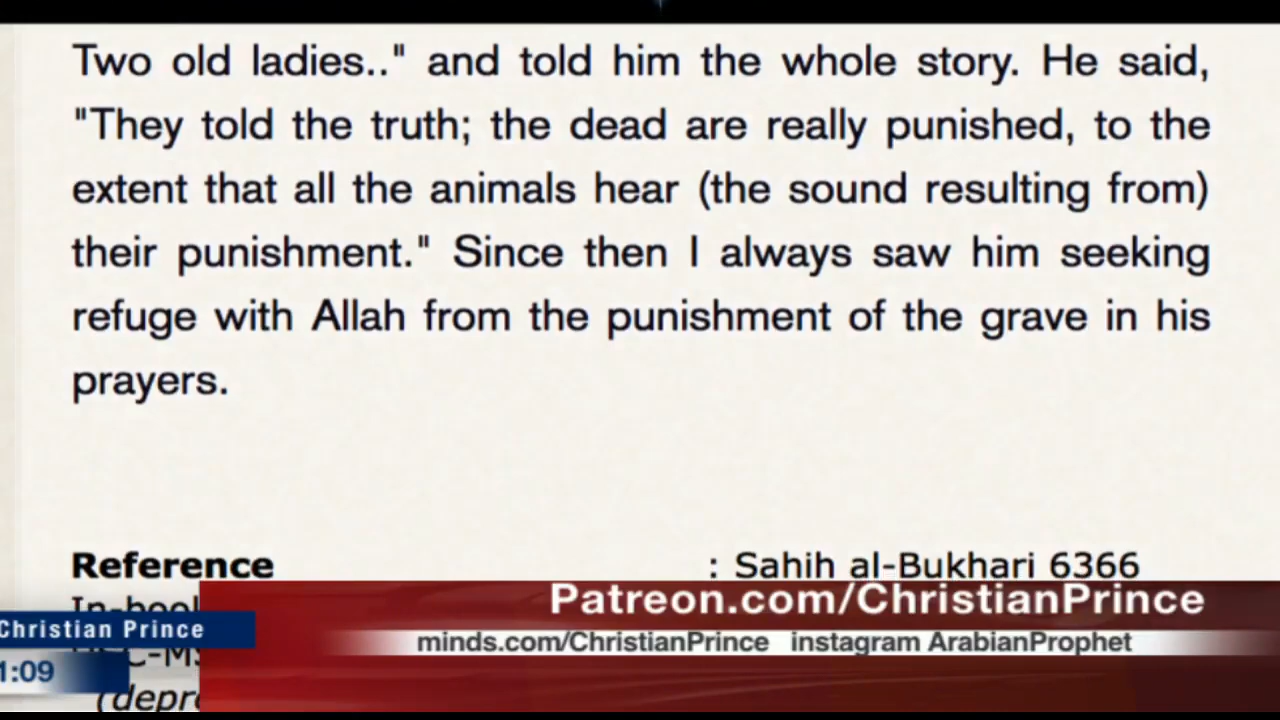 Two old ladies.." and told him the whole story. He said,
"They told the truth; the dead are really punished, to the
extent that all the animals hear (the sound resulting from)
their punishment." Since then I always saw him seeking
refuge with Allah from the punishment of the grave in his
prayers.
Reference : Sahih al-Bukhari 6366
In-book
Patreon.com/ChristianPrince
Christian Prince
minds.com/ChristianPrince instagram ArabianProphet
1:09
(depre